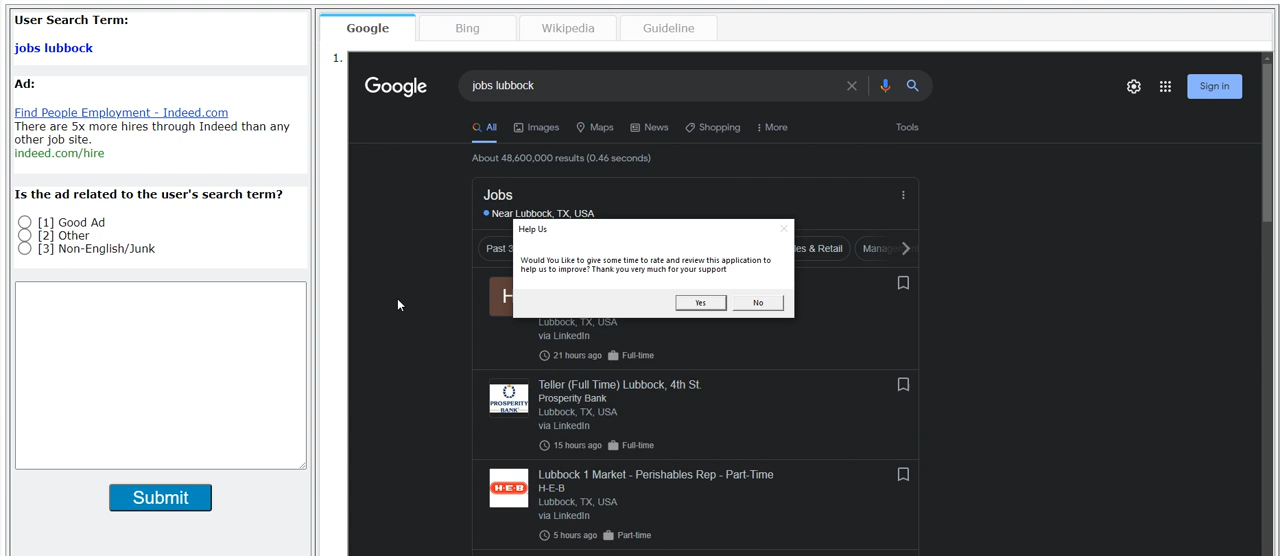 User Search Term:
jobs lubbock
Ad:
Find People Employment - Indeed.com
There are 5x more hires through Indeed than any
other job site.
indeed.com/hire
Is the ad related to the user's search term?
[1] Good Ad
[2] Other
[3] Non-English/Junk
Submit
Google
Bing
Wikipedia
Guideline
1.
Google
jobs lubbock
Sign in
All
Images
Maps
News
Shopping
More
Tools
About 48,600,000 results (0.46 seconds)
Jobs
Near Lubbock, TX, USA
Help Us
Would You Like to give some time to rate and review this application to
help us to improve? Thank you very much for your support
Yes
No
Past 3
les & Retail
H
Lubbock, TX, USA
via LinkedIn
21 hours ago
Full-time
PROSPERITY
BANK
Teller (Full Time) Lubbock, 4th St.
Prosperity Bank
Lubbock, TX, USA
via LinkedIn
15 hours ago
Full-time
H-E-B
Lubbock 1 Market - Perishables Rep - Part-Time
H-E-B
Lubbock, TX, USA
via LinkedIn
5 hours ago
Part-time